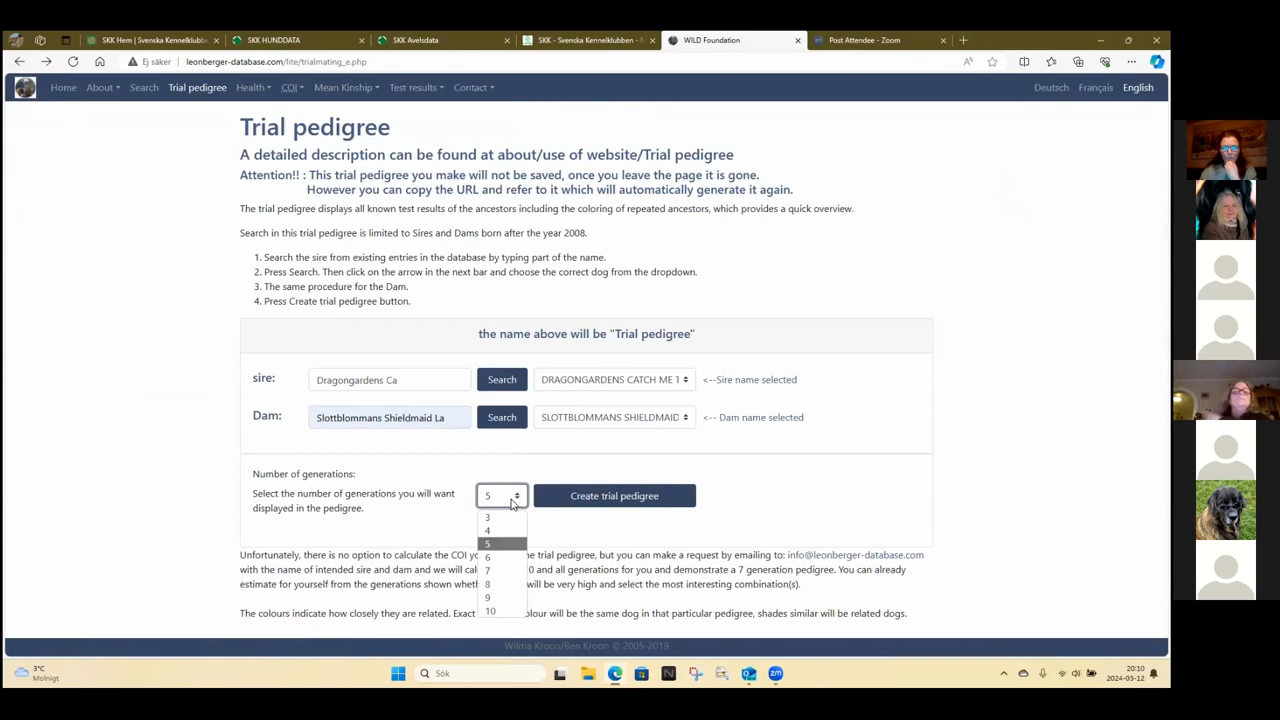 SKK Hem | Svenska Kennelklubb
SKK HUNDDATA
SKK Avelsdata
SKK - Svenska Kennelklubben -
WILD Foundation
Post Attendee - Zoom
Ej säker
leonberger-database.com/lite/trialmating_e.php
Home
About
Search
Trial pedigree
Health
COI
Mean Kinship
Test results
Contact
Deutsch
Français
English
Trial pedigree
A detailed description can be found at about/use of website/Trial pedigree
Attention!! : This trial pedigree you make will not be saved, once you leave the page it is gone.
However you can copy the URL and refer to it which will automatically generate it again.
The trial pedigree displays all known test results of the ancestors including the coloring of repeated ancestors, which provides a quick overview.
Search in this trial pedigree is limited to Sires and Dams born after the year 2008.
1. Search the sire from existing entries in the database by typing part of the name.
2. Press Search. Then click on the arrow in the next bar and choose the correct dog from the dropdown.
3. The same procedure for the Dam.
4. Press Create trial pedigree button.
the name above will be "Trial pedigree"
sire:
Dragongardens Ca
Search
DRAGONGARDENS CATCH ME
<--Sire name selected
Dam:
Slottblommans Shieldmaid La
Search
SLOTTBLOMMANS SHIELDMAID
<-- Dam name selected
Number of generations:
Select the number of generations you will want
displayed in the pedigree.
5
Create trial pedigree
3
4
5
6
7
8
9
10
Unfortunately, there is no option to calculate the COI the trial pedigree, but you can make a request by emailing to: info@leonberger-database.com
with the name of intended sire and dam and we will 0 and all generations for you and demonstrate a 7 generation pedigree. You can already
estimate for yourself from the generations shown will be very high and select the most interesting combination(s).
The colours indicate how closely they are related. Exact colour will be the same dog in that particular pedigree, shades similar will be related dogs.
Wilma Kroon/Ben Kroon © 2005-2019
3°C
Molnigt
Sök
20:10
2024-03-12